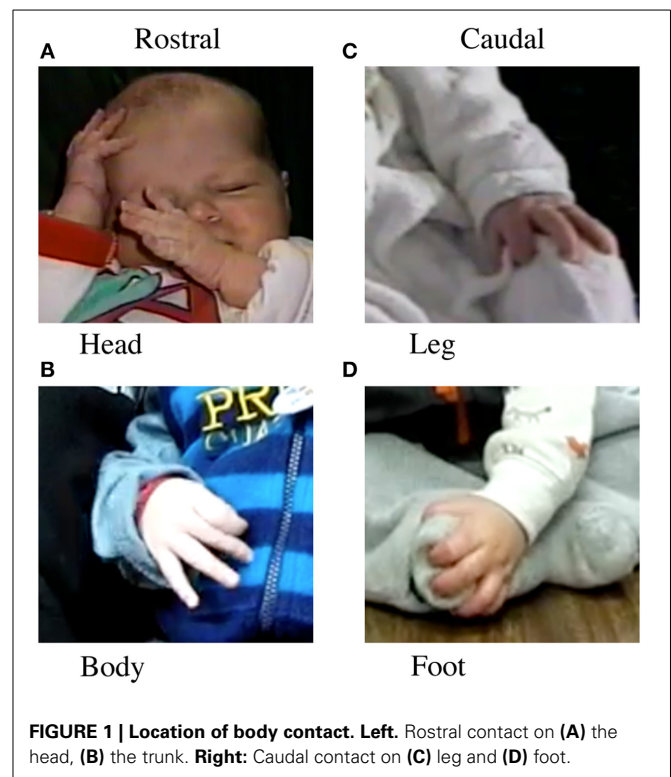 Rostral
Caudal
A
C
Head
Leg
B
D
PR
Body
Foot
FIGURE 1 | Location of body contact. Left. Rostral contact on (A) the
head, (B) the trunk. Right: Caudal contact on (C) leg and (D) foot.